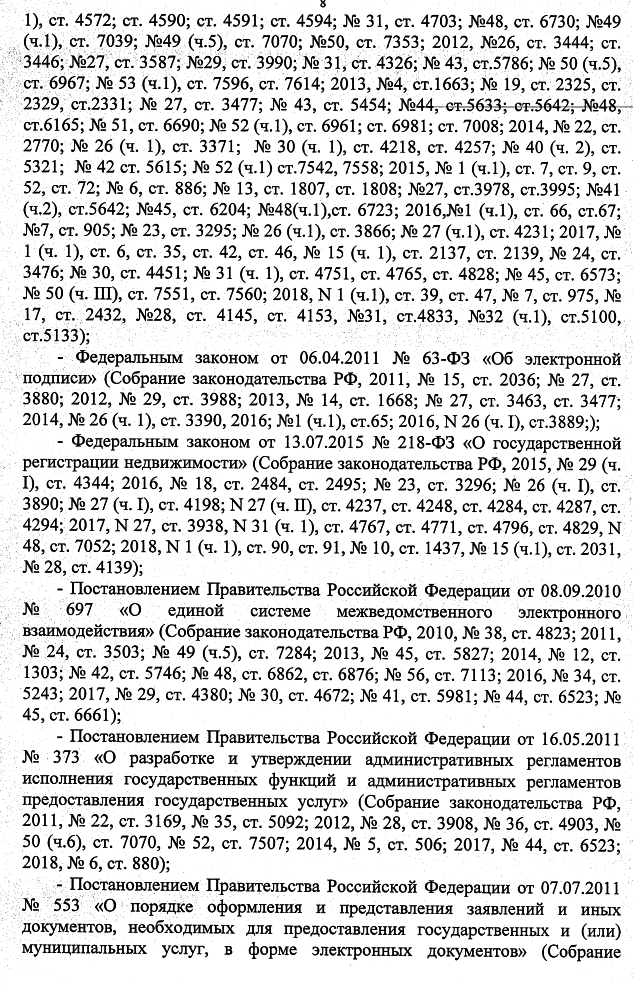 8
1), ст. 4572; ст. 4590; ст. 4591; ст. 4594; № 31, ст. 4703; №48, ст. 6730; №49
(ч.1), ст. 7039; №49 (ч.5), ст. 7070; №50, ст. 7353; 2012, №26, ст. 3444; ст.
3446; №27, ст. 3587; №29, ст. 3990; № 31, ст. 4326; № 43, ст.5786; № 50 (ч.5),
ст. 6967; № 53 (ч.1), ст. 7596, ст. 7614; 2013, №4, ст.1663; № 19, ст. 2325, ст.
2329, ст.2331; № 27, ст. 3477; № 43, ст. 5454; №44, ст.5633; ст.5642; №48,
ст.6165; № 51, ст. 6690; № 52 (ч.1), ст. 6961; ст. 6981; ст. 7008; 2014, № 22, ст.
2770; № 26 (ч. 1), ст. 3371; № 30 (ч. 1), ст. 4218, ст. 4257; № 40 (ч. 2), ст.
5321; № 42 ст. 5615; № 52 (ч.1) ст.7542, 7558; 2015, № 1 (ч.1), ст. 7, ст. 9, ст.
52, ст. 72; № 6, ст. 886; № 13, ст. 1807, ст. 1808; №27, ст.3978, ст.3995; №41
(ч.2), ст.5642; №45, ст. 6204; №48(ч.1),ст. 6723; 2016,№1 (ч.1), ст. 66, ст.67;
№7, ст. 905; № 23, ст. 3295; № 26 (ч.1), ст. 3866; № 27 (ч.1), ст. 4231; 2017, №
1 (ч. 1), ст. 6, ст. 35, ст. 42, ст. 46, № 15 (ч. 1), ст. 2137, ст. 2139, № 24, ст.
3476; № 30, ст. 4451; № 31 (ч. 1), ст. 4751, ст. 4765, ст. 4828; № 45, ст. 6573;
№ 50 (ч. III), ст. 7551, ст. 7560; 2018, N 1 (ч.1), ст. 39, ст. 47, № 7, ст. 975, №
17, ст. 2432, №28, ст. 4145, ст. 4153, №31, ст.4833, №32 (ч.1), ст.5100,
ст.5133);
- Федеральным законом от 06.04.2011 № 63-ФЗ «Об электронной
подписи» (Собрание законодательства РФ, 2011, № 15, ст. 2036; № 27, ст.
3880; 2012, № 29, ст. 3988; 2013, № 14, ст. 1668; № 27, ст. 3463, ст. 3477;
2014, № 26 (ч. 1), ст. 3390, 2016; №1 (ч.1), ст.65; 2016, N 26 (ч. I), ст.3889;);
- Федеральным законом от 13.07.2015 № 218-ФЗ «О государственной
регистрации недвижимости» (Собрание законодательства РФ, 2015, № 29 (ч.
I), ст. 4344; 2016, № 18, ст. 2484, ст. 2495; № 23, ст. 3296; № 26 (ч. I), ст.
3890; № 27 (ч. I), ст. 4198; N 27 (ч. II), ст. 4237, ст. 4248, ст. 4284, ст. 4287, ст.
4294; 2017, N 27, ст. 3938, N 31 (ч. 1), ст. 4767, ст. 4771, ст. 4796, ст. 4829, N
48, ст. 7052; 2018, N 1 (ч. 1), ст. 90, ст. 91, № 10, ст. 1437, № 15 (ч.1), ст. 2031,
№ 28, ст. 4139);
- Постановлением Правительства Российской Федерации от 08.09.2010
№ 697 «О единой системе межведомственного электронного
взаимодействия» (Собрание законодательства РФ, 2010, № 38, ст. 4823; 2011,
№ 24, ст. 3503; № 49 (ч.5), ст. 7284; 2013, № 45, ст. 5827; 2014, № 12, ст.
1303; № 42, ст. 5746; № 48, ст. 6862, ст. 6876; № 56, ст. 7113; 2016, № 34, ст.
5243; 2017, № 29, ст. 4380; № 30, ст. 4672; № 41, ст. 5981; № 44, ст. 6523; №
45, ст. 6661);
- Постановлением Правительства Российской Федерации от 16.05.2011
№ 373 «О разработке и утверждении административных регламентов
исполнения государственных функций и административных регламентов
предоставления государственных услуг» (Собрание законодательства РФ,
2011, № 22, ст. 3169, № 35, ст. 5092; 2012, № 28, ст. 3908, № 36, ст. 4903, №
50 (ч.6), ст. 7070, № 52, ст. 7507; 2014, № 5, ст. 506; 2017, № 44, ст. 6523;
2018, № 6, ст. 880);
- Постановлением Правительства Российской Федерации от 07.07.2011
№ 553 «О порядке оформления и представления заявлений и иных
документов, необходимых для предоставления государственных и (или)
муниципальных услуг, в форме электронных документов» (Собрание